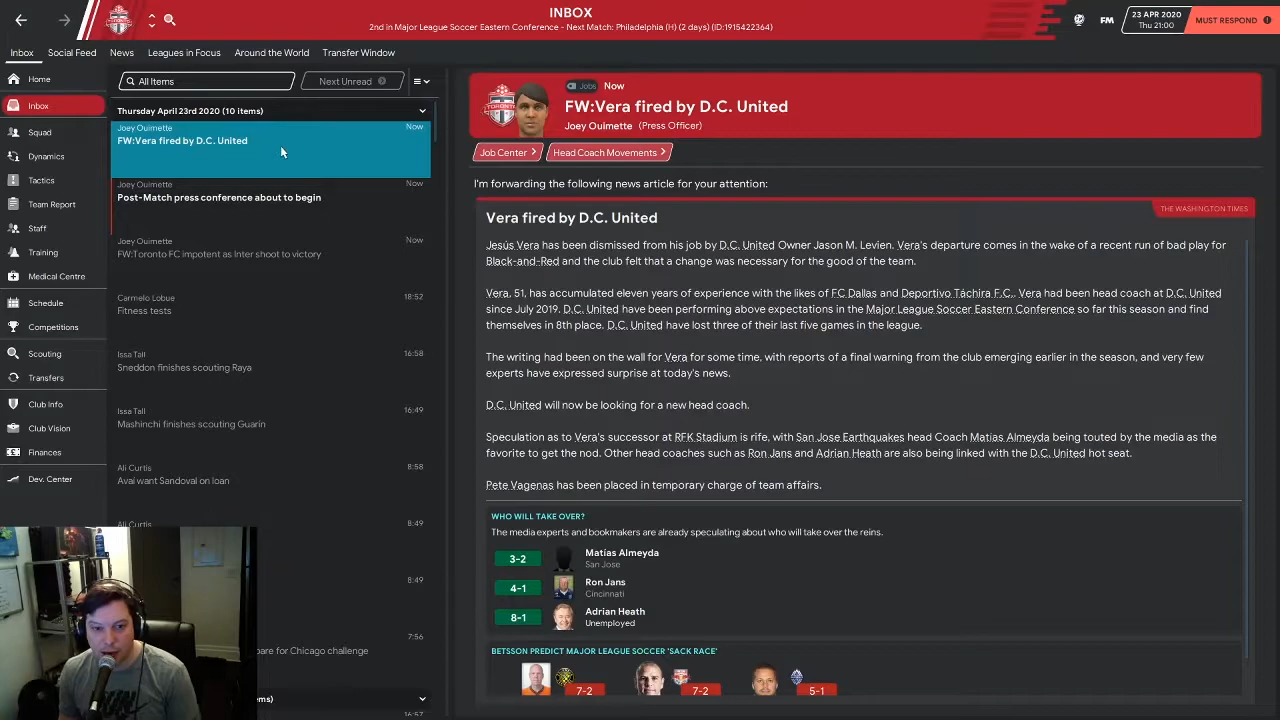 INBOX
2nd in Major League Soccer Eastern Conference - Next Match: Philadelphia (H) (2 days) (ID:1915422364)
FM
23 APR 2020
Thu 21:00
MUST RESPOND
Inbox
Social Feed
News
Leagues in Focus
Around the World
Transfer Window
Home
Inbox
Squad
Dynamics
Tactics
Team Report
Staff
Training
Medical Centre
Schedule
Competitions
Scouting
Transfers
Club Info
Club Vision
Finances
Dev. Center
All Items
Next Unread
Thursday April 23rd 2020 (10 items)
Joey Ouimette
Now
FW:Vera fired by D.C. United
Joey Ouimette
Now
Post-Match press conference about to begin
Joey Ouimette
Now
FW:Toronto FC impotent as Inter shoot to victory
Carmelo Lobue
18:52
Fitness tests
Issa Tall
16:58
Sneddon finishes scouting Raya
Issa Tall
16:49
Mashinchi finishes scouting Guarín
Ali Curtis
8:58
Avaí want Sandoval on loan
Ali Curtis
8:49
8:49
7:56
pare for Chicago challenge
ms)
16:57
TORONTO
Jobs
Now
FW:Vera fired by D.C. United
Joey Ouimette (Press Officer)
Job Center
Head Coach Movements
I'm forwarding the following news article for your attention:
THE WASHINGTON TIMES
Vera fired by D.C. United
Jesús Vera has been dismissed from his job by D.C. United Owner Jason M. Levien. Vera's departure comes in the wake of a recent run of bad play for
Black-and-Red and the club felt that a change was necessary for the good of the team.
Vera, 51, has accumulated eleven years of experience with the likes of FC Dallas and Deportivo Táchira F.C.. Vera had been head coach at D.C. United
since July 2019. D.C. United have been performing above expectations in the Major League Soccer Eastern Conference so far this season and find
themselves in 8th place. D.C. United have lost three of their last five games in the league.
The writing had been on the wall for Vera for some time, with reports of a final warning from the club emerging earlier in the season, and very few
experts have expressed surprise at today's news.
D.C. United will now be looking for a new head coach.
Speculation as to Vera's successor at RFK Stadium is rife, with San Jose Earthquakes head Coach Matías Almeyda being touted by the media as the
favorite to get the nod. Other head coaches such as Ron Jans and Adrian Heath are also being linked with the D.C. United hot seat.
Pete Vagenas has been placed in temporary charge of team affairs.
WHO WILL TAKE OVER?
The media experts and bookmakers are already speculating about who will take over the reins.
3-2
Matías Almeyda
San Jose
4-1
Ron Jans
Cincinnati
8-1
Adrian Heath
Unemployed
BETSSON PREDICT MAJOR LEAGUE SOCCER 'SACK RACE'
7-2
7-2
5-1